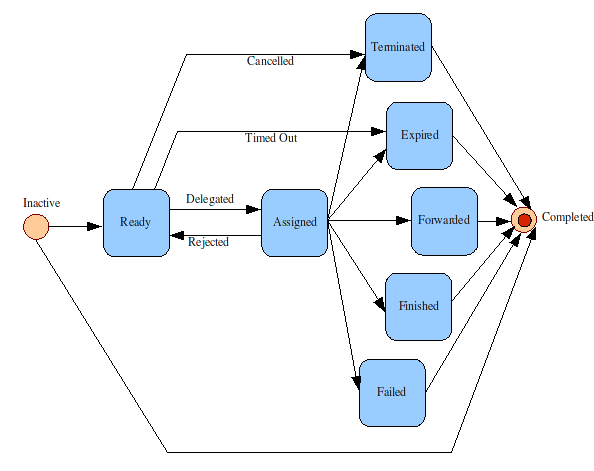 Terminated
Cancelled
Expired
Timed Out
Inactive
Delegated
Ready
Assigned
Forwarded
Completed
Rejected
Finished
Failed